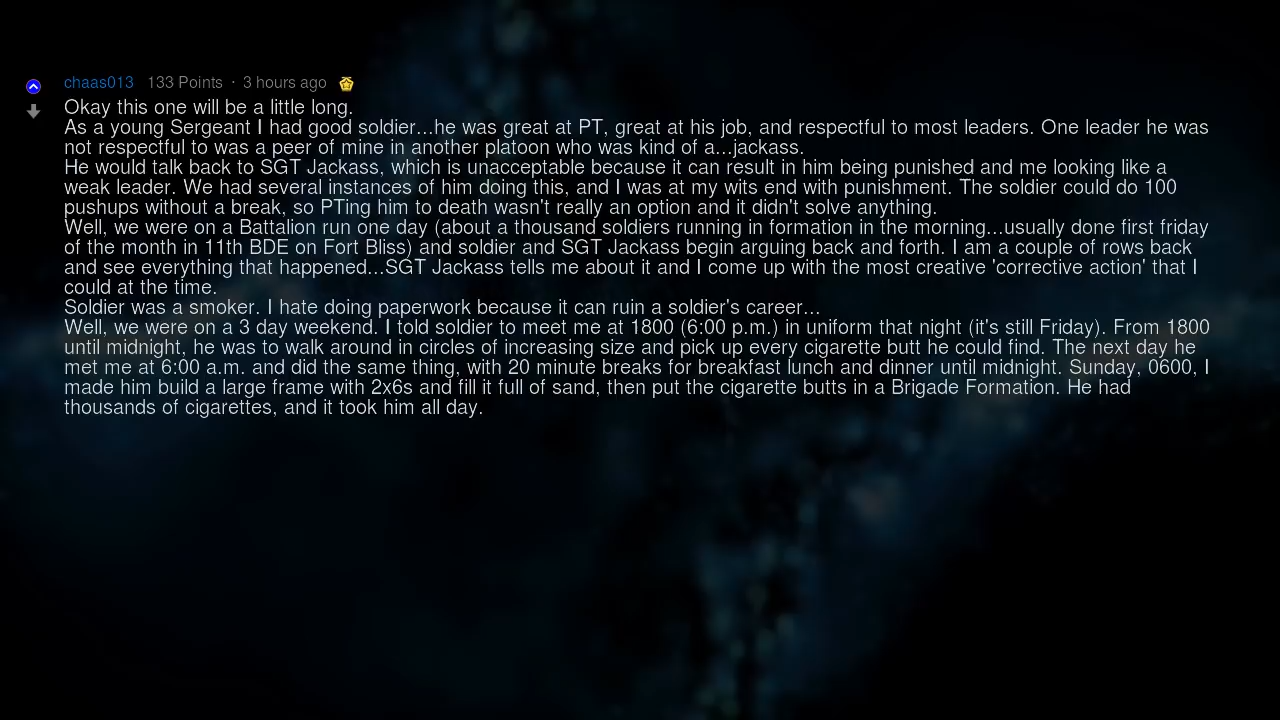 chaas013 133 Points · 3 hours ago
Okay this one will be a little long.
As a young Sergeant I had good soldier...he was great at PT, great at his job, and respectful to most leaders. One leader he was
not respectful to was a peer of mine in another platoon who was kind of a...jackass.
He would talk back to SGT Jackass, which is unacceptable because it can result in him being punished and me looking like a
weak leader. We had several instances of him doing this, and I was at my wits end with punishment. The soldier could do 100
pushups without a break, so PTing him to death wasn't really an option and it didn't solve anything.
Well, we were on a Battalion run one day (about a thousand soldiers running in formation in the morning...usually done first friday
of the month in 11th BDE on Fort Bliss) and soldier and SGT Jackass begin arguing back and forth. I am a couple of rows back
and see everything that happened...SGT Jackass tells me about it and I come up with the most creative 'corrective action' that I
could at the time.
Soldier was a smoker. I hate doing paperwork because it can ruin a soldier's career...
Well, we were on a 3 day weekend. I told soldier to meet me at 1800 (6:00 p.m.) in uniform that night (it's still Friday). From 1800
until midnight, he was to walk around in circles of increasing size and pick up every cigarette butt he could find. The next day he
met me at 6:00 a.m. and did the same thing, with 20 minute breaks for breakfast lunch and dinner until midnight. Sunday, 0600, I
made him build a large frame with 2x6s and fill it full of sand, then put the cigarette butts in a Brigade Formation. He had
thousands of cigarettes, and it took him all day.